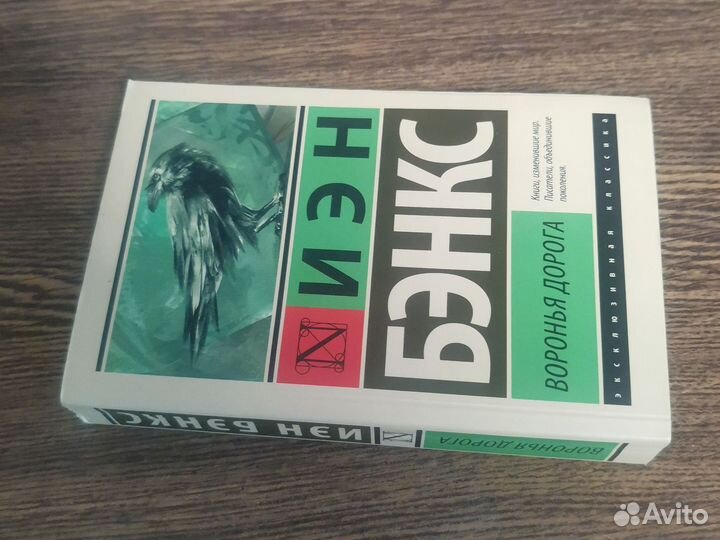 ИЭН
БЭНКС
ВОРОНЬЯ ДОРОГА
Книги, изменившие мир.
Писатели, объединившие
поколения.
эксклюзивная классика
ИЭН БЭНКС
ВОРОНЬЯ ДОРОГА
Avito